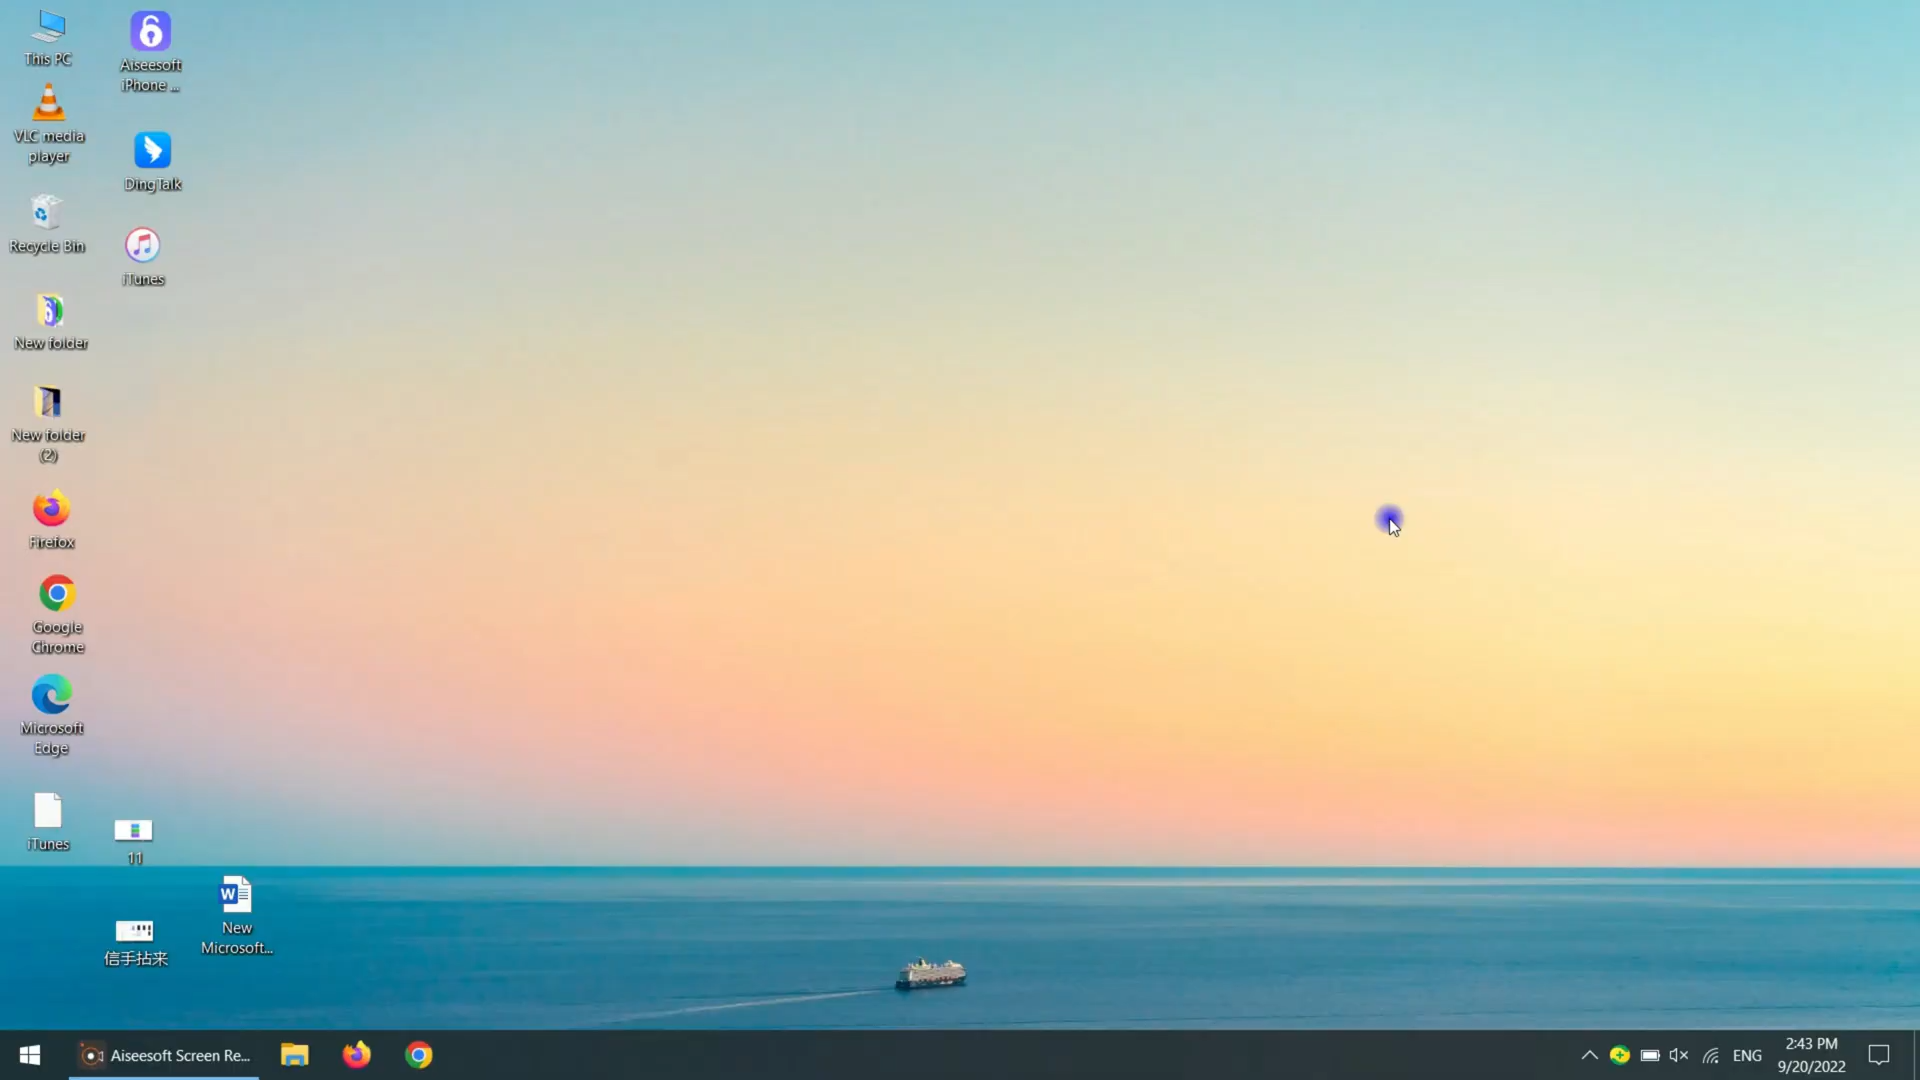 This PC
Aiseesoft
iPhone ...
VLC media
player
DingTalk
Recycle Bin
iTunes
New folder
New folder
(2)
Firefox
Google
Chrome
Microsoft
Edge
iTunes
11
New
Microsoft...
信手拈来
Aiseesoft Screen Re...
ENG
2:43 PM
9/20/2022